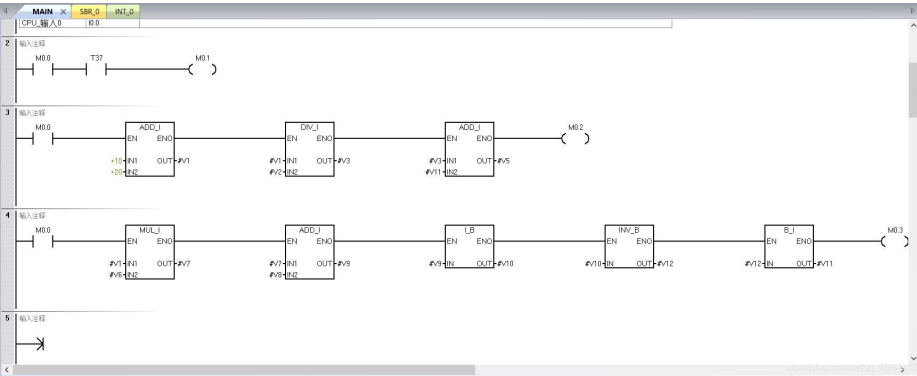 MAIN × SBR_0 INT_0
CPU_输入0 I0.0
2 输入注释
M0.0 T37 M0.1
3 输入注释
M0.0 ADD_I DIV_I ADD_I M0.2
EN ENO EN ENO EN ENO
+10 IN1 OUT #V1 #V1 IN1 OUT #V3 #V3 IN1 OUT #V5
+20 IN2 #V2 IN2 #V11 IN2
4 输入注释
M0.0 MUL_I ADD_I I_B INV_B B_I M0.3
EN ENO EN ENO EN ENO EN ENO EN ENO
#V1 IN1 OUT #V7 #V7 IN1 OUT #V9 #V9 IN OUT #V10 #V10 IN OUT #V12 #V12 IN OUT #V11
#V6 IN2 #V8 IN2
5 输入注释